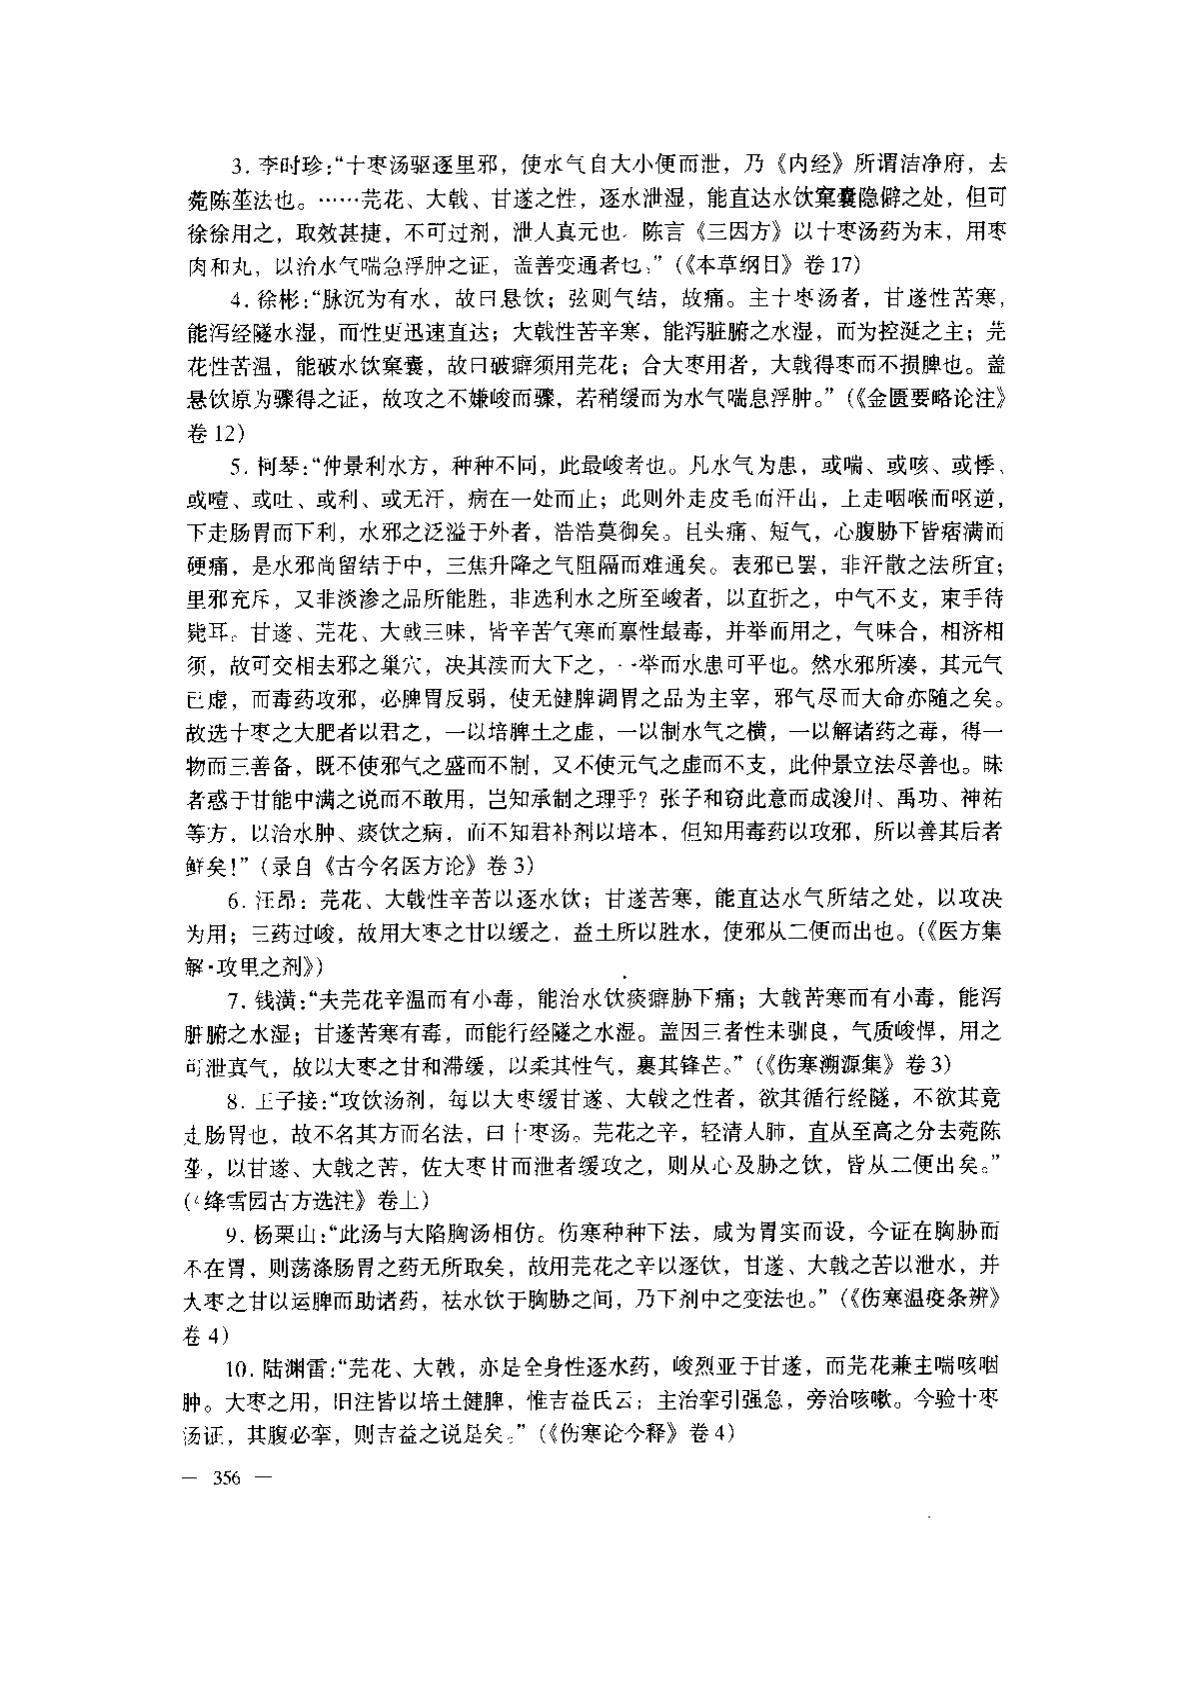 3. 李时珍:“十枣汤驱逐里邪，使水气自大小便而泄，乃《内经》所谓洁净府，去
菀陈莝法也。……芫花、大戟、甘遂之性，逐水泄湿，能直达水饮窠囊隐僻之处，但可
徐徐用之，取效甚捷，不可过剂，泄人真元也。陈言《三因方》以十枣汤药为末，用枣
肉和丸，以治水气喘急浮肿之证，盖善变通者也。”(《本草纲目》卷 17)
4. 徐彬:“脉沉为有水，故曰悬饮；弦则气结，故痛。主十枣汤者，甘遂性苦寒，
能泻经隧水湿，而性更迅速直达；大戟性苦辛寒，能泻脏腑之水湿，而为控涎之主；芫
花性苦温，能破水饮窠囊，故曰破癖须用芫花；合大枣用者，大戟得枣而不损脾也。盖
悬饮原为骤得之证，故攻之不嫌峻而骤，若稍缓而为水气喘息浮肿。”(《金匮要略论注》
卷 12)
5. 柯琴:“仲景利水方，种种不同，此最峻者也。凡水气为患，或喘、或咳、或悸、
或噎、或吐、或利、或无汗，病在一处而止；此则外走皮毛而汗出，上走咽喉而呕逆，
下走肠胃而下利，水邪之泛溢于外者，浩浩莫御矣。且头痛、短气，心腹胁下皆痞满而
硬痛，是水邪尚留结于中，三焦升降之气阻隔而难通矣。表邪已罢，非汗散之法所宜；
里邪充斥，又非淡渗之品所能胜，非选利水之所至峻者，以直折之，中气不支，束手待
毙耳。甘遂、芫花、大戟三味，皆辛苦气寒而禀性最毒，并举而用之，气味合，相济相
须，故可交相去邪之巢穴，决其渎而大下之，一举而水患可平也。然水邪所凑，其元气
已虚，而毒药攻邪，必脾胃反弱，使无健脾调胃之品为主宰，邪气尽而大命亦随之矣。
故选十枣之大肥者以君之，一以培脾土之虚，一以制水气之横，一以解诸药之毒，得一
物而三善备，既不使邪气之盛而不制，又不使元气之虚而不支，此仲景立法尽善也。昧
者惑于甘能中满之说而不敢用，岂知承制之理乎？张子和窃此意而成浚川、禹功、神祐
等方，以治水肿、痰饮之病，而不知君补剂以培本，但知用毒药以攻邪，所以善其后者
鲜矣!”(录自《古今名医方论》卷 3)
6. 汪昂：芫花、大戟性辛苦以逐水饮；甘遂苦寒，能直达水气所结之处，以攻决
为用；三药过峻，故用大枣之甘以缓之，益土所以胜水，使邪从二便而出也。(《医方集
解·攻里之剂》)
7. 钱潢:“夫芫花辛温而有小毒，能治水饮痰癖胁下痛；大戟苦寒而有小毒，能泻
脏腑之水湿；甘遂苦寒有毒，而能行经隧之水湿。盖因三者性未驯良，气质峻悍，用之
可泄真气，故以大枣之甘和滞缓，以柔其性气，裹其锋芒。”(《伤寒溯源集》卷 3)
8. 王子接:“攻饮汤剂，每以大枣缓甘遂、大戟之性者，欲其循行经隧，不欲其竟
走肠胃也，故不名其方而名法，曰十枣汤。芫花之辛，轻清人肺，直从至高之分去菀陈
莝，以甘遂、大戟之苦，佐大枣甘而泄者缓攻之，则从心及胁之饮，皆从二便出矣。”
(《绛雪园古方选注》卷上)
9. 杨栗山:“此汤与大陷胸汤相仿。伤寒种种下法，咸为胃实而设，今证在胸胁而
不在胃，则荡涤肠胃之药无所取矣，故用芫花之辛以逐饮，甘遂、大戟之苦以泄水，并
大枣之甘以运脾而助诸药，祛水饮于胸胁之间，乃下剂中之变法也。”(《伤寒温疫条辨》
卷 4)
10. 陆渊雷:“芫花、大戟，亦是全身性逐水药，峻烈亚于甘遂，而芫花兼主喘咳咽
肿。大枣之用，旧注皆以培土健脾，惟吉益氏云：主治挛引强急，旁治咳嗽。今验十枣
汤证，其腹必挛，则吉益之说是矣。”(《伤寒论今释》卷 4)
— 356 —